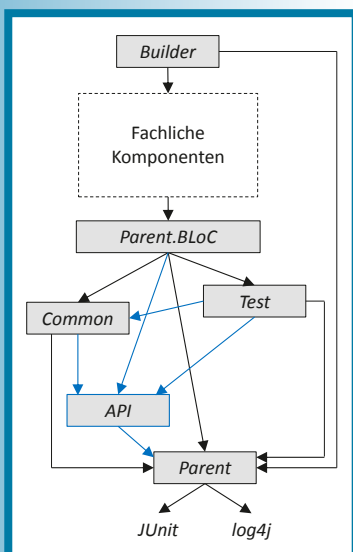 Builder
Fachliche
Komponenten
Parent.BLoC
Common
Test
API
Parent
JUnit
log4j